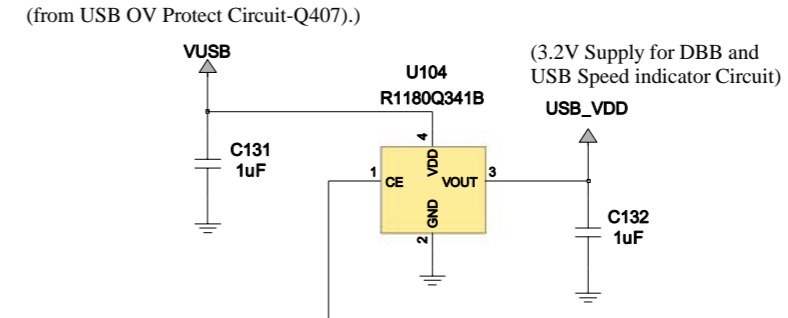 (from USB OV Protect Circuit-Q407).)
VUSB
(3.2V Supply for DBB and
USB Speed indicator Circuit)
U104
R1180Q341B
USB_VDD
4
C131
1uF
1
CE
VDD
VOUT
3
GND
2
C132
1uF